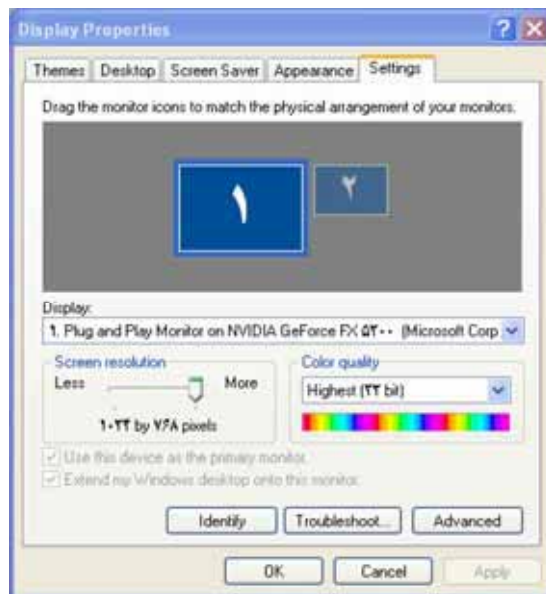 Display Properties
Themes Desktop Screen Saver Appearance Settings
Drag the monitor icons to match the physical arrangement of your monitors.
۱ ۲
Display:
۱. Plug and Play Monitor on NVIDIA GeForce FX ۵۲۰۰ (Microsoft Corp
Screen resolution
Less More
۱۰۲۴ by ۷۶۸ pixels
Color quality
Highest (۳۲ bit)
Use this device as the primary monitor.
Extend my Windows desktop onto this monitor.
Identify Troubleshoot... Advanced
OK Cancel Apply